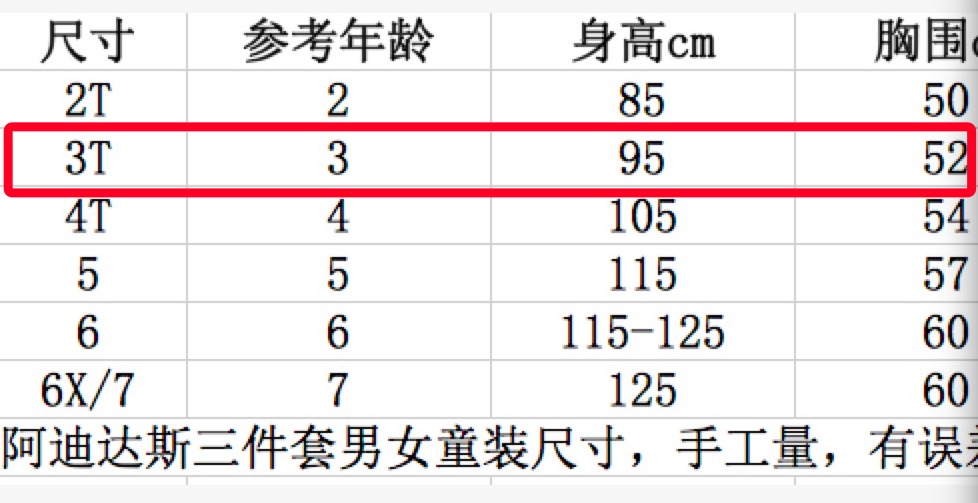 尺寸 参考年龄 身高cm 胸围
2T 2 85 50
3T 3 95 52
4T 4 105 54
5 5 115 57
6 6 115-125 60
6X/7 7 125 60
阿迪达斯三件套男女童装尺寸，手工量，有误差